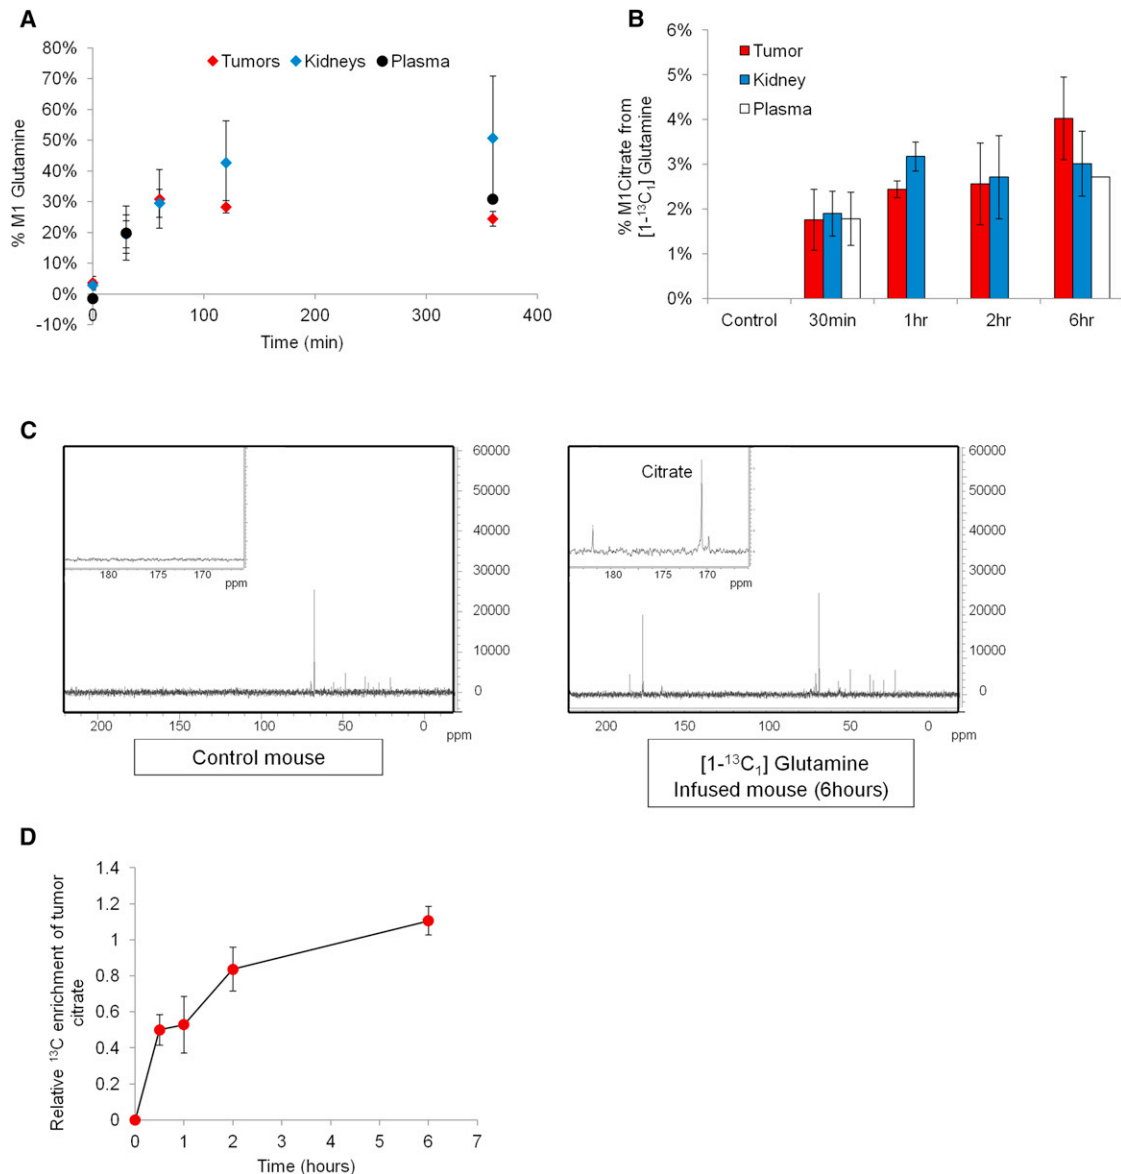 A
80%
70%
60%
50%
40%
30%
20%
10%
0%
-10%
% M1 Glutamine
Tumors Kidneys Plasma
0 100 200 300 400
Time (min)
B
6%
5%
4%
3%
2%
1%
0%
% M1Citrate from
[1-¹³C₁] Glutamine
Tumor
Kidney
Plasma
Control 30min 1hr 2hr 6hr
C
180 175 170
ppm
60000
50000
40000
30000
20000
10000
0
200 150 100 50 0
ppm
Control mouse
Citrate
180 175 170
ppm
60000
50000
40000
30000
20000
10000
0
200 150 100 50 0
ppm
[1-¹³C₁] Glutamine
Infused mouse (6hours)
D
1.4
1.2
1
0.8
0.6
0.4
0.2
0
Relative ¹³C enrichment of tumor
citrate
0 1 2 3 4 5 6 7
Time (hours)